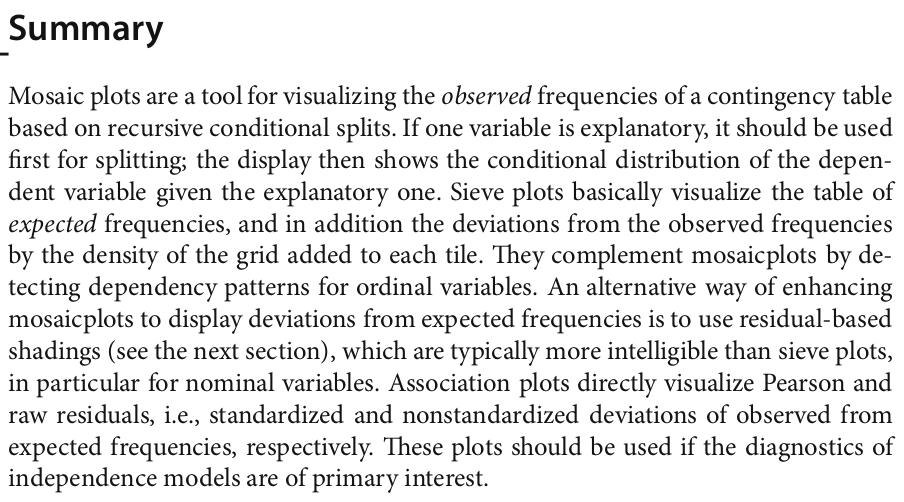 Summary
Mosaic plots are a tool for visualizing the observed frequencies of a contingency table
based on recursive conditional splits. If one variable is explanatory, it should be used
first for splitting; the display then shows the conditional distribution of the depen-
dent variable given the explanatory one. Sieve plots basically visualize the table of
expected frequencies, and in addition the deviations from the observed frequencies
by the density of the grid added to each tile. They complement mosaicplots by de-
tecting dependency patterns for ordinal variables. An alternative way of enhancing
mosaicplots to display deviations from expected frequencies is to use residual-based
shadings (see the next section), which are typically more intelligible than sieve plots,
in particular for nominal variables. Association plots directly visualize Pearson and
raw residuals, i.e., standardized and nonstandardized deviations of observed from
expected frequencies, respectively. These plots should be used if the diagnostics of
independence models are of primary interest.